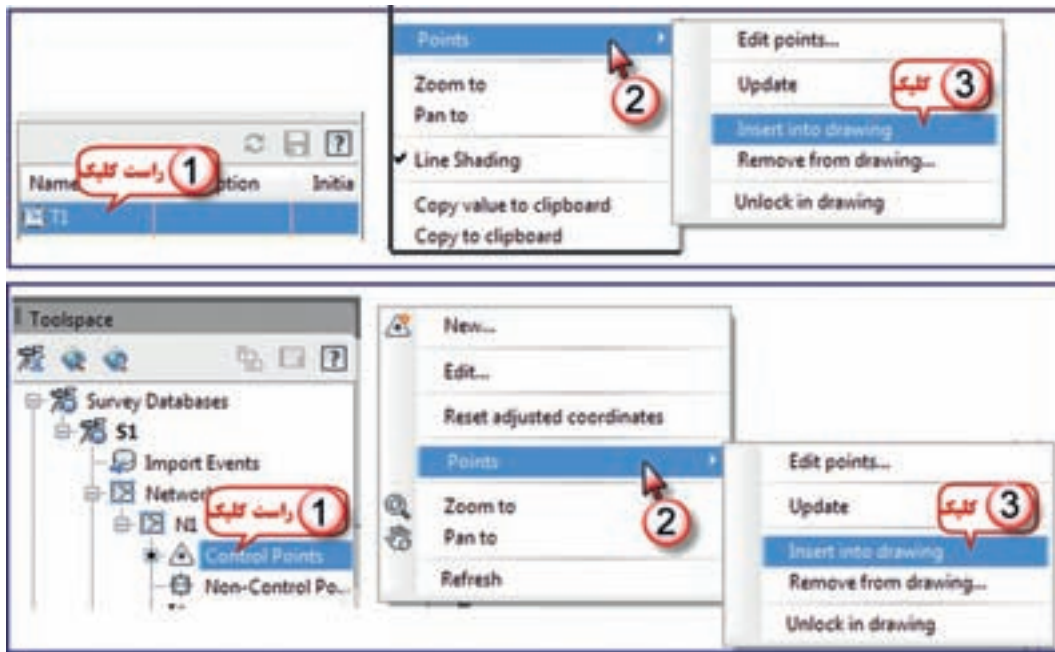 Points
Edit points...
Zoom to
Update
کلیک 3
2
Pan to
Insert into drawing
Name
راست کلیک 1
Initia
Line Shading
Remove from drawing...
T1
Copy value to clipboard
Unlock in drawing
Copy to clipboard
Toolspace
New...
Edit...
Survey Databases
Reset adjusted coordinates
S1
Import Events
Points
Edit points...
N1
راست کلیک 1
Zoom to
2
Update
کلیک 3
Control Points
Pan to
Insert into drawing
Non-Control Po...
Refresh
Remove from drawing...
Unlock in drawing